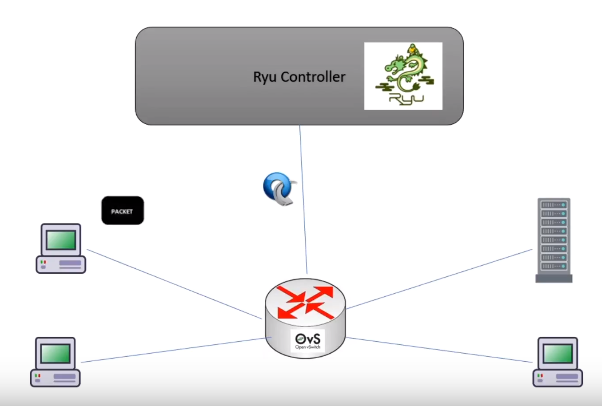 Ryu Controller
Ryu
PACKET
OvS
Open vSwitch